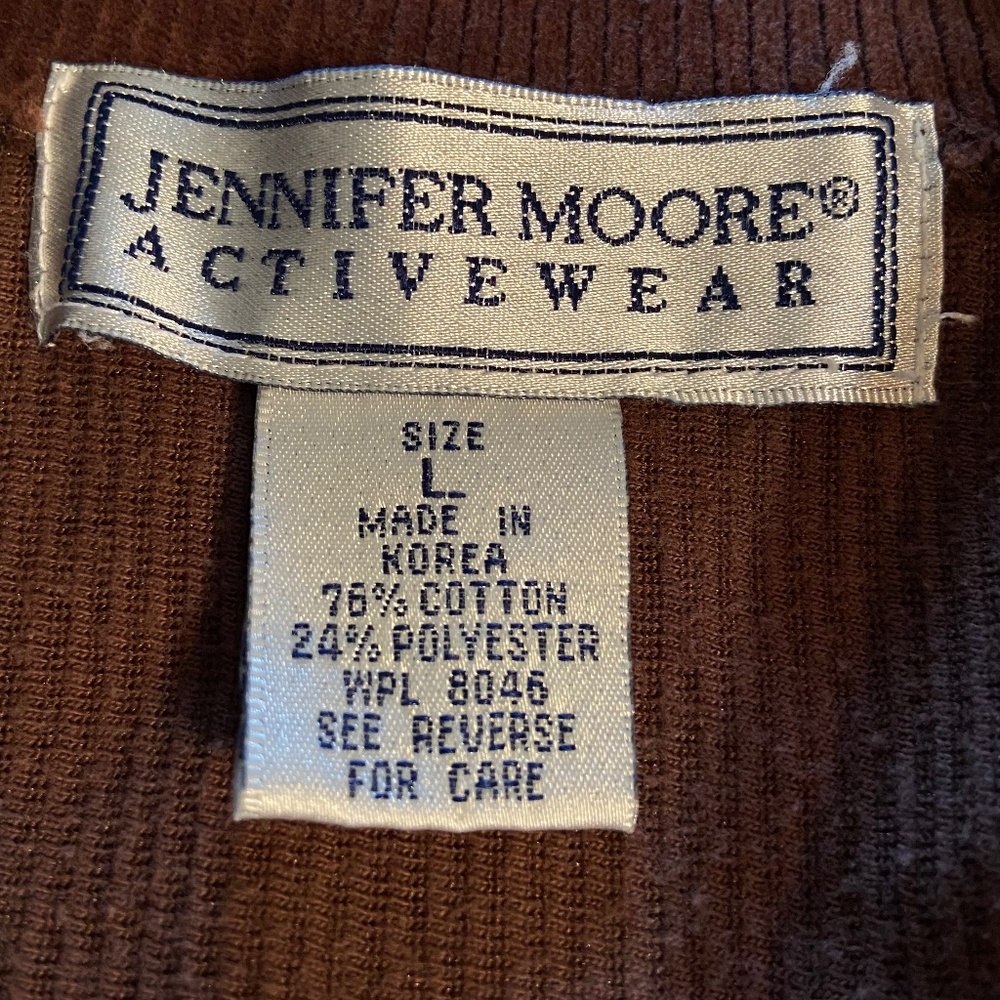 JENNIFER MOORE®
ACTIVEWEAR
SIZE
L
MADE IN
KOREA
76% COTTON
24% POLYESTER
WPL 8046
SEE REVERSE
FOR CARE